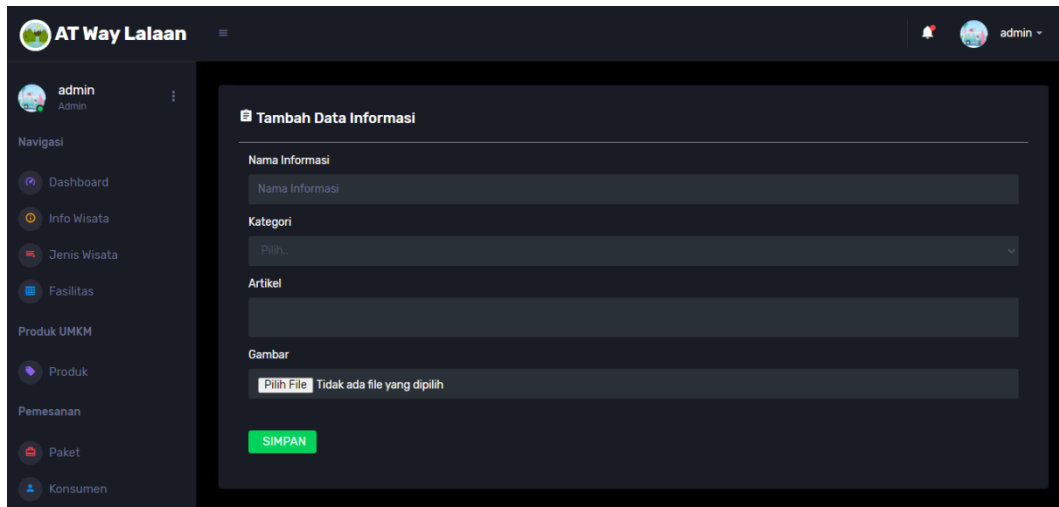 AT Way Lalaan
admin
admin
Admin
Navigasi
Dashboard
Info Wisata
Jenis Wisata
Fasilitas
Produk UMKM
Produk
Pemesanan
Paket
Konsumen
Tambah Data Informasi
Nama Informasi
Nama Informasi
Kategori
Pilih..
Artikel
Gambar
Pilih File Tidak ada file yang dipilih
SIMPAN